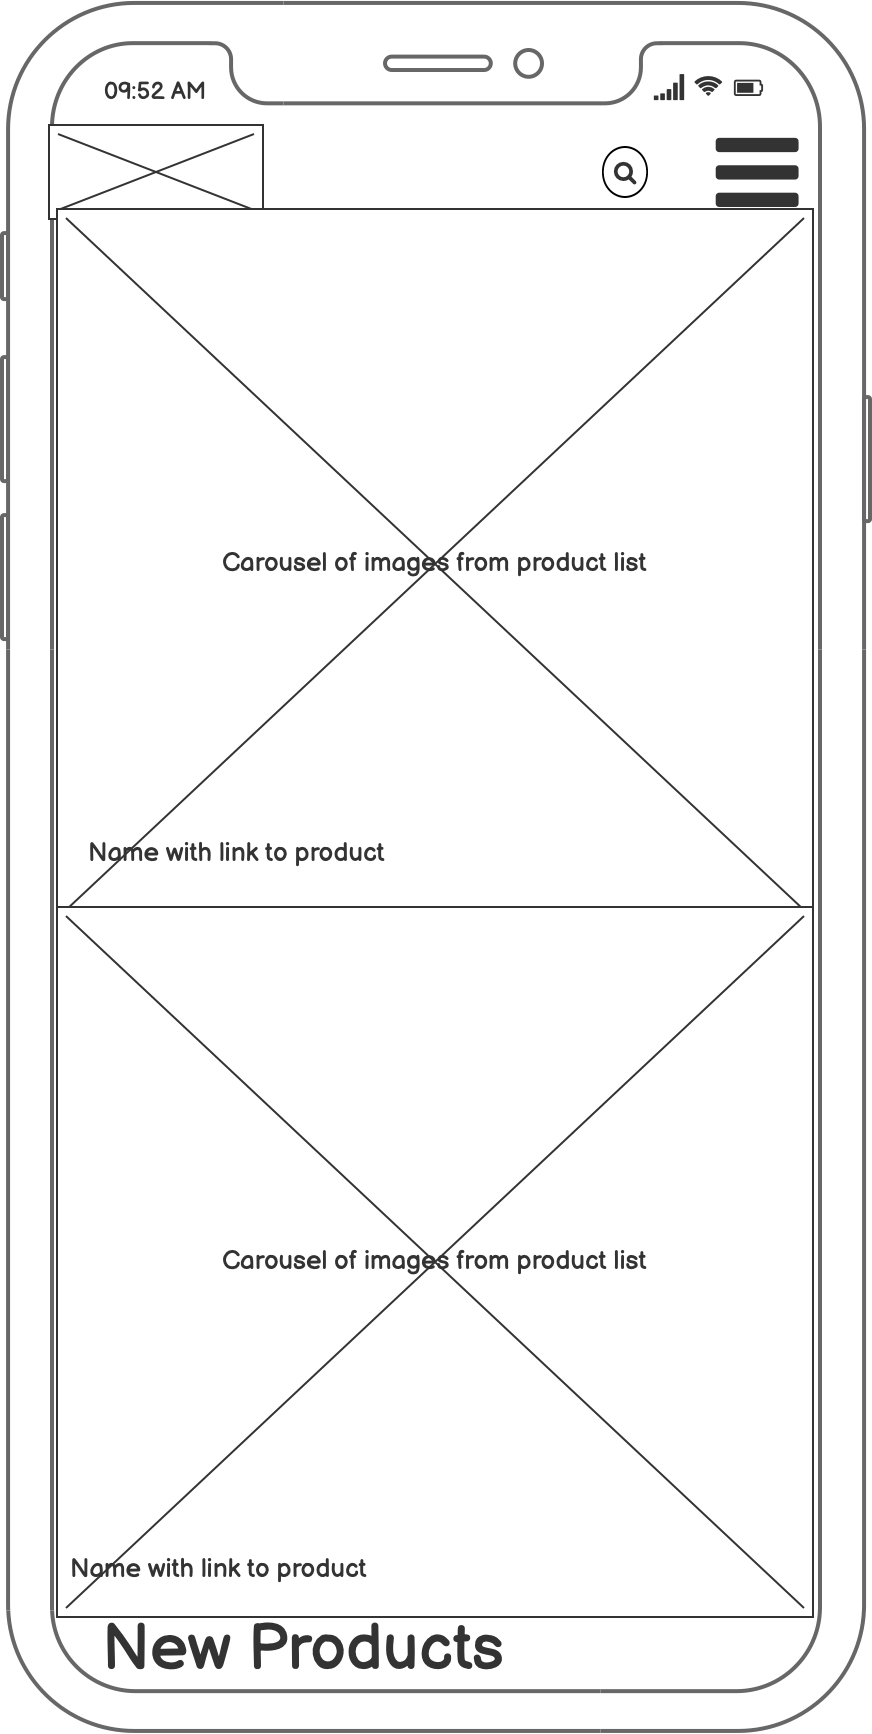 09:52 AM
Carousel of images from product list
Name with link to product
Carousel of images from product list
Name with link to product
New Products